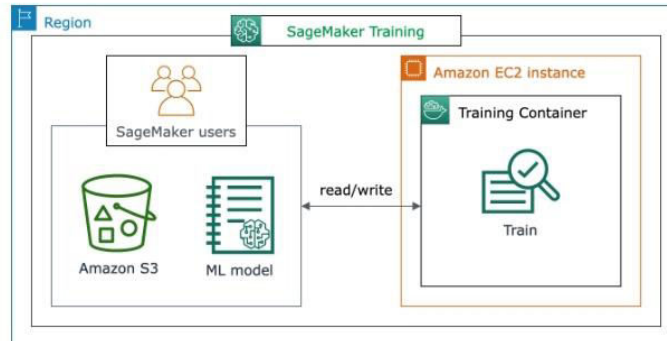 Region
SageMaker Training
SageMaker users
Amazon EC2 instance
Training Container
read/write
Train
Amazon S3
ML model